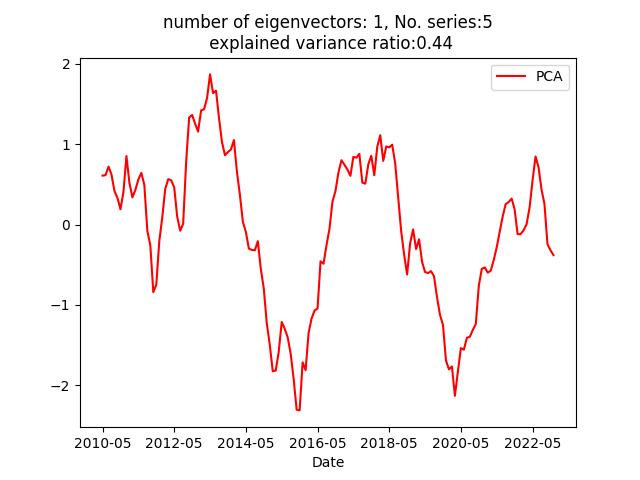 number of eigenvectors: 1, No. series:5
explained variance ratio:0.44
PCA
2
1
0
−1
−2
2010-05 2012-05 2014-05 2016-05 2018-05 2020-05 2022-05
Date